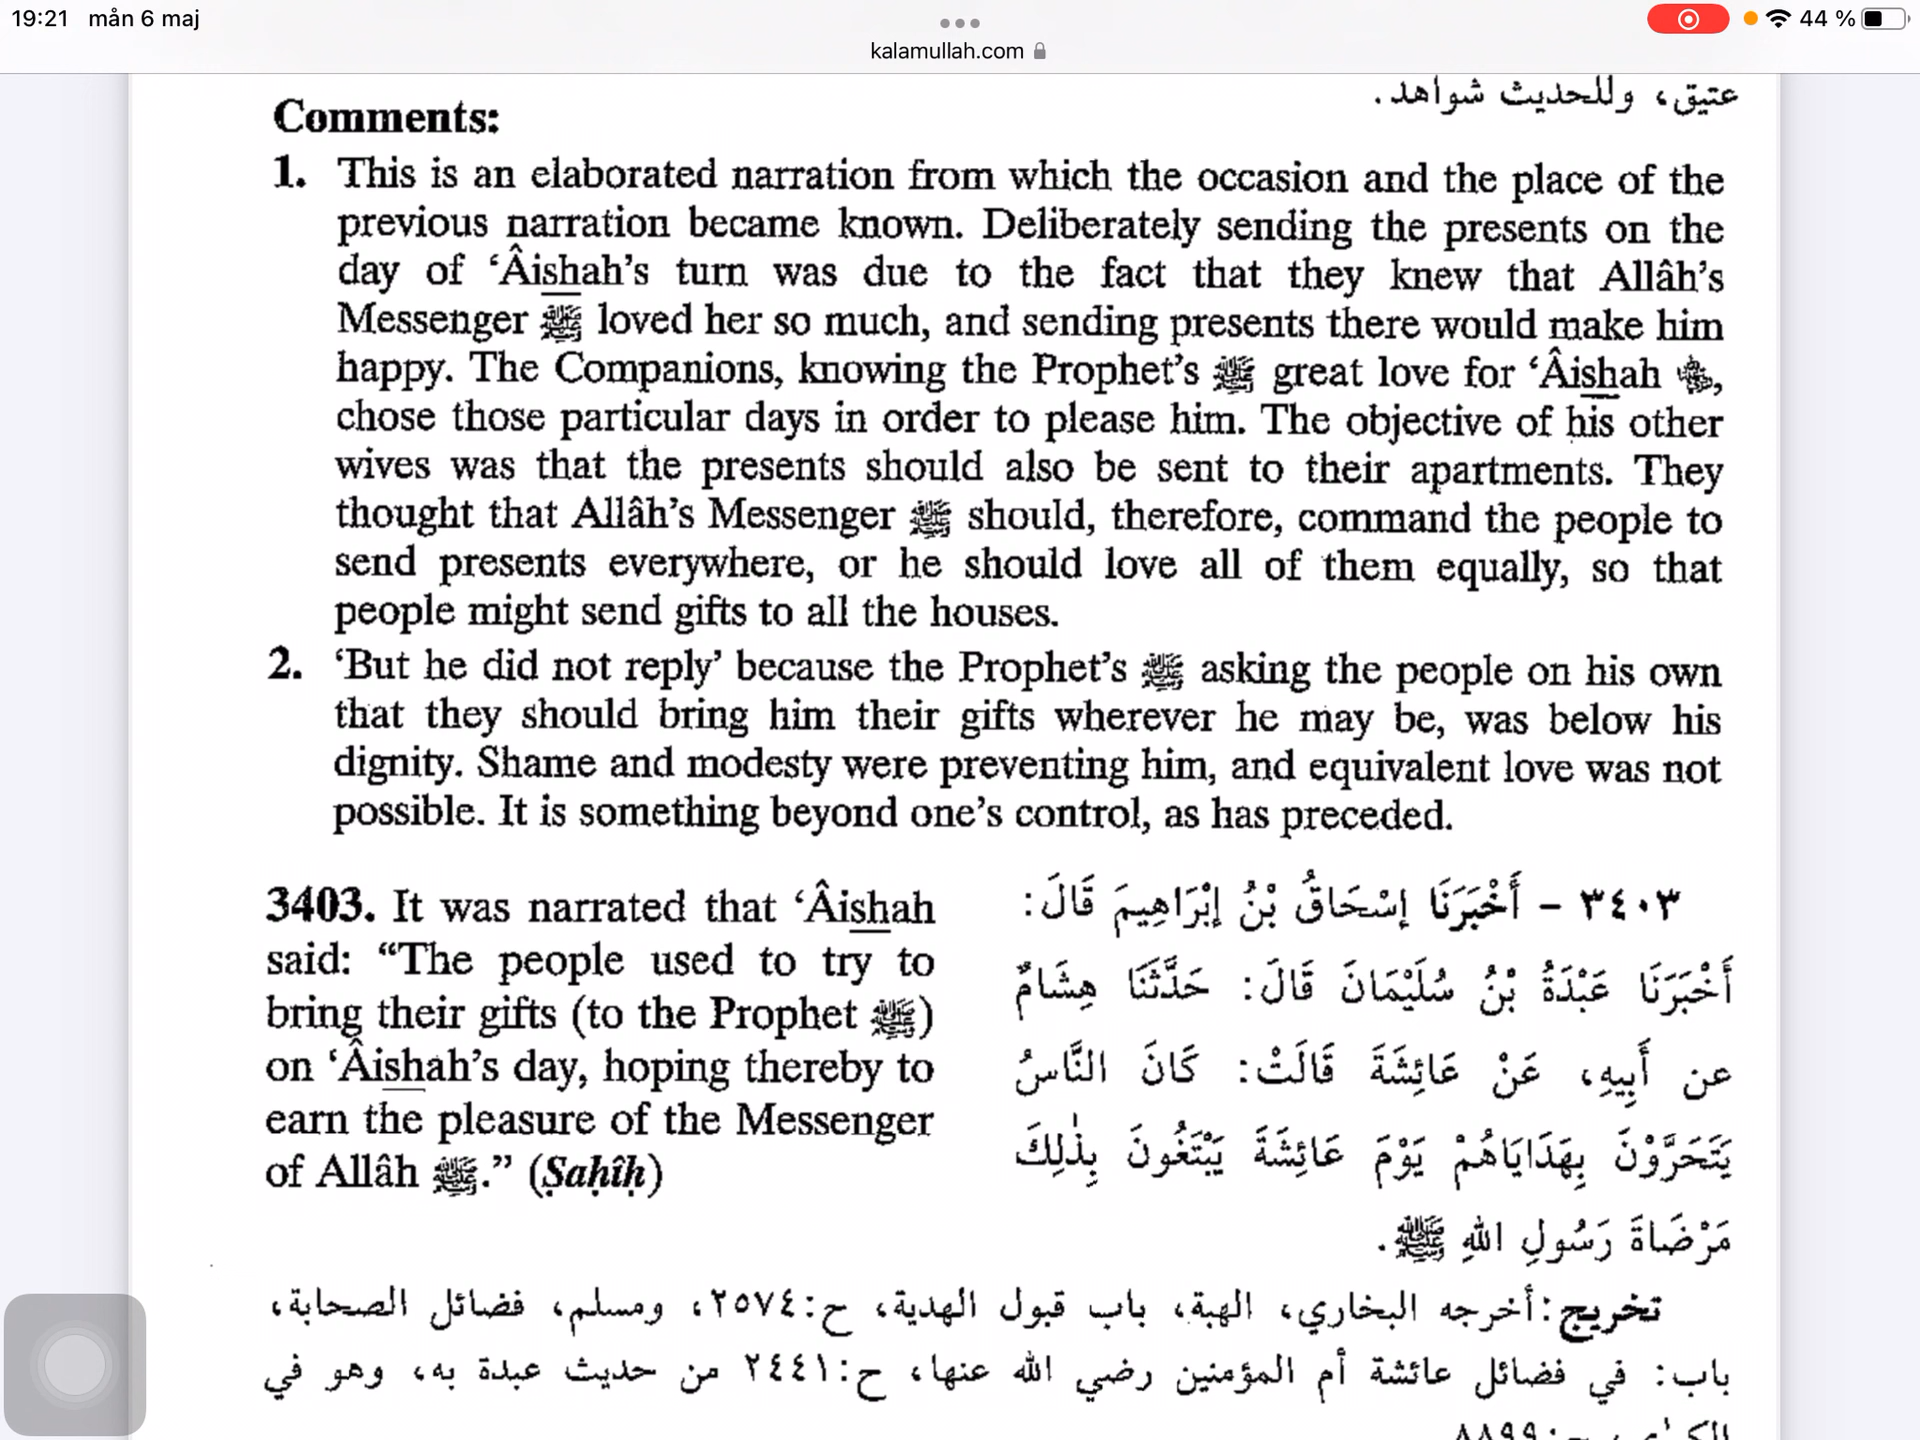 19:21 mån 6 maj
44 %
kalamullah.com
عتيق، وللحديث شواهد.
Comments:
1. This is an elaborated narration from which the occasion and the place of the
previous narration became known. Deliberately sending the presents on the
day of ‘Âishah’s turn was due to the fact that they knew that Allâh’s
Messenger ﷺ loved her so much, and sending presents there would make him
happy. The Companions, knowing the Prophet’s ﷺ great love for ‘Âishah ,
chose those particular days in order to please him. The objective of his other
wives was that the presents should also be sent to their apartments. They
thought that Allâh’s Messenger ﷺ should, therefore, command the people to
send presents everywhere, or he should love all of them equally, so that
people might send gifts to all the houses.
2. ‘But he did not reply’ because the Prophet’s ﷺ asking the people on his own
that they should bring him their gifts wherever he may be, was below his
dignity. Shame and modesty were preventing him, and equivalent love was not
possible. It is something beyond one’s control, as has preceded.
3403. It was narrated that ‘Âishah
said: “The people used to try to
bring their gifts (to the Prophet ﷺ)
on ‘Âishah’s day, hoping thereby to
earn the pleasure of the Messenger
of Allâh ﷺ.” (Ṣaḥîḥ)
٣٤٠٣ - أَخْبَرَنَا إِسْحَاقُ بْنُ إِبْرَاهِيمَ قَالَ:
أَخْبَرَنَا عَبْدَةُ بْنُ سُلَيْمَانَ قَالَ: حَدَّثَنَا هِشَامٌ
عن أَبِيهِ، عَنْ عَائِشَةَ قَالَتْ: كَانَ النَّاسُ
يَتَحَرَّوْنَ بِهَدَايَاهُمْ يَوْمَ عَائِشَةَ يَبْتَغُونَ بِذٰلِكَ
مَرْضَاةَ رَسُولِ اللهِ ﷺ.
تخريج: أخرجه البخاري، الهبة، باب قبول الهدية، ح:٢٥٧٤، ومسلم، فضائل الصحابة،
باب: في فضائل عائشة أم المؤمنين رضي الله عنها، ح:٢٤٤١ من حديث عبدة به، وهو في